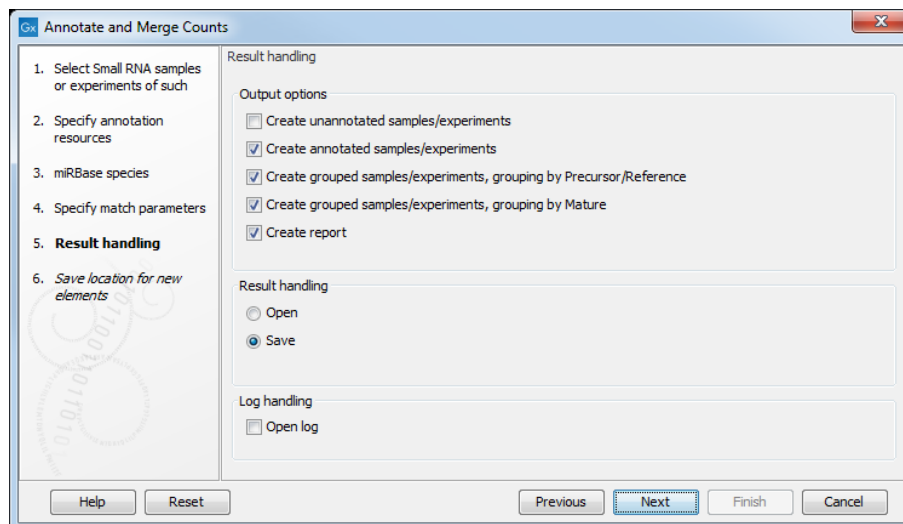 Gx Annotate and Merge Counts
1. Select Small RNA samples
or experiments of such
2. Specify annotation
resources
3. miRBase species
4. Specify match parameters
5. Result handling
6. Save location for new
elements
Result handling
Output options
Create unannotated samples/experiments
Create annotated samples/experiments
Create grouped samples/experiments, grouping by Precursor/Reference
Create grouped samples/experiments, grouping by Mature
Create report
Result handling
Open
Save
Log handling
Open log
Help Reset Previous Next Finish Cancel